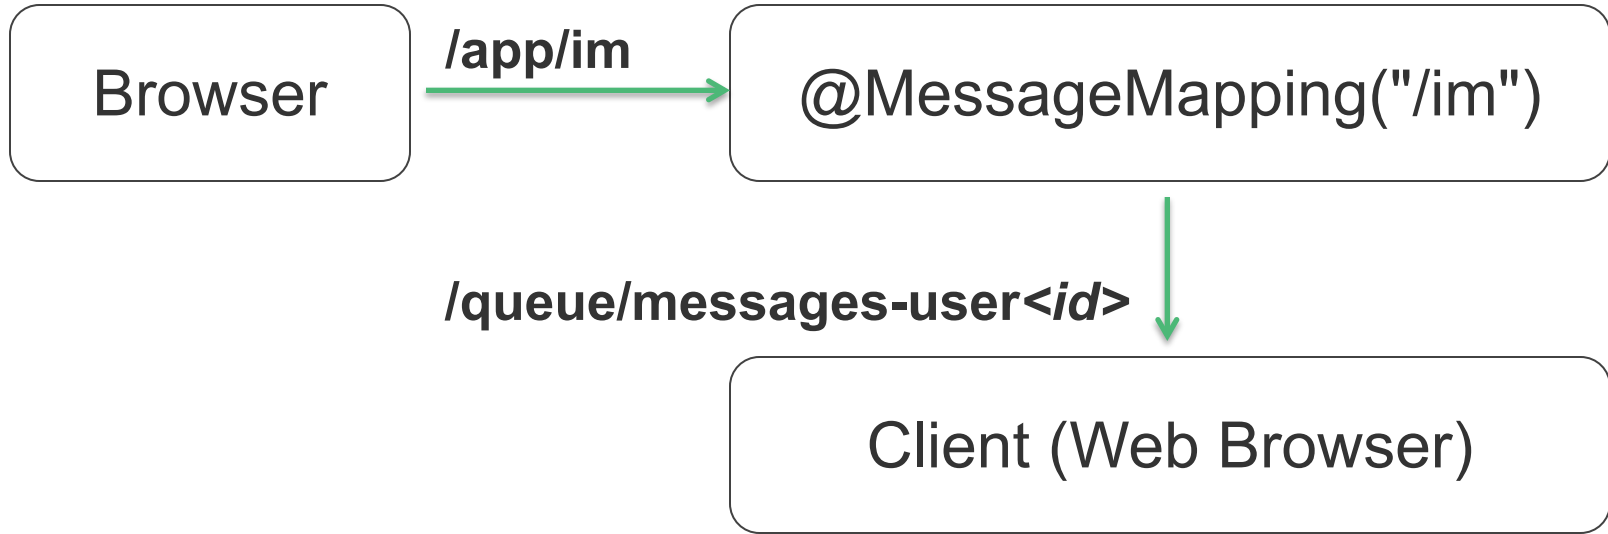 Browser
/app/im
@MessageMapping("/im")
/queue/messages-user<id>
Client (Web Browser)